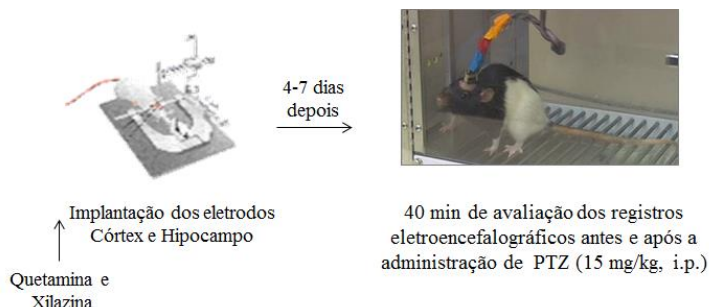 4-7 dias
depois
Implantação dos eletrodos
Córtex e Hipocampo
Quetamina e
Xilazina
40 min de avaliação dos registros
eletroencefalográficos antes e após a
administração de PTZ (15 mg/kg, i.p.)